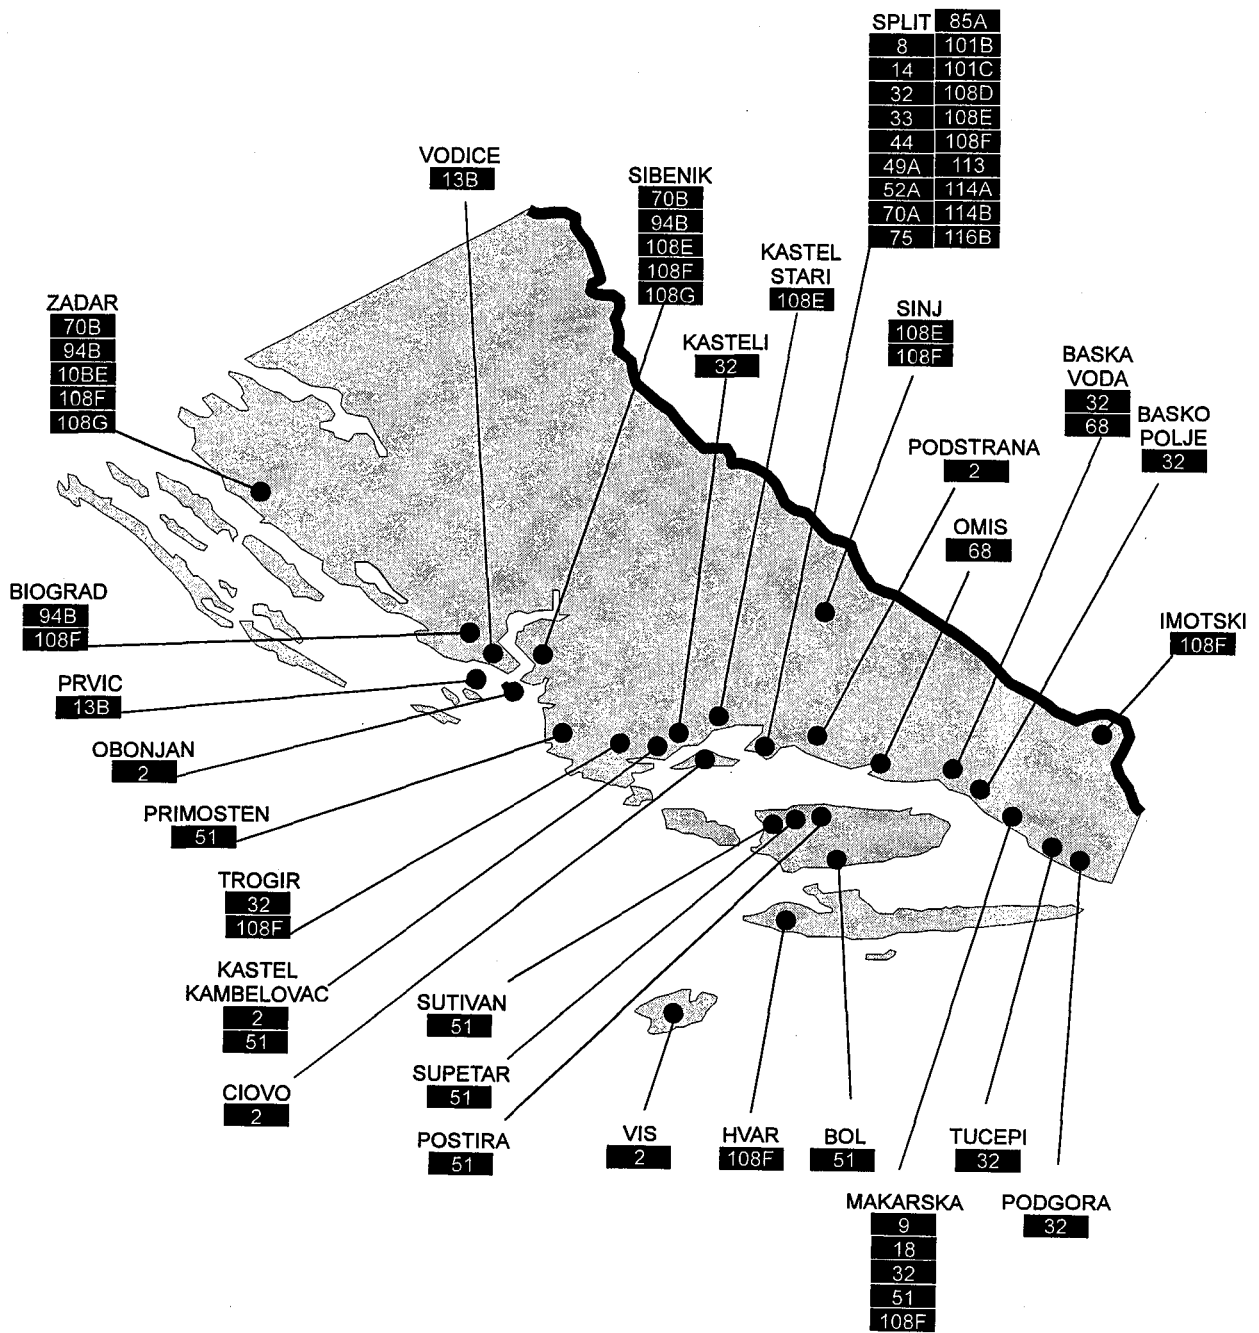 SPLIT 85A
8 101B
14 101C
32 108D
33 108E
44 108F
49A 113
52A 114A
70A 114B
75 116B
VODICE
13B
SIBENIK
70B
94B
108E
108F
108G
KASTEL
STARI
108E
ZADAR
70B
94B
10BE
108F
108G
SINJ
108E
108F
KASTELI
32
BASKA
VODA
32
68
BASKO
POLJE
32
PODSTRANA
2
OMIS
68
BIOGRAD
94B
108F
IMOTSKI
108F
PRVIC
13B
OBONJAN
2
PRIMOSTEN
51
TROGIR
32
108F
KASTEL
KAMBELOVAC
2
51
SUTIVAN
51
CIOVO
2
SUPETAR
51
POSTIRA
51
VIS
2
HVAR
108F
BOL
51
TUCEPI
32
MAKARSKA
9
18
32
51
108F
PODGORA
32